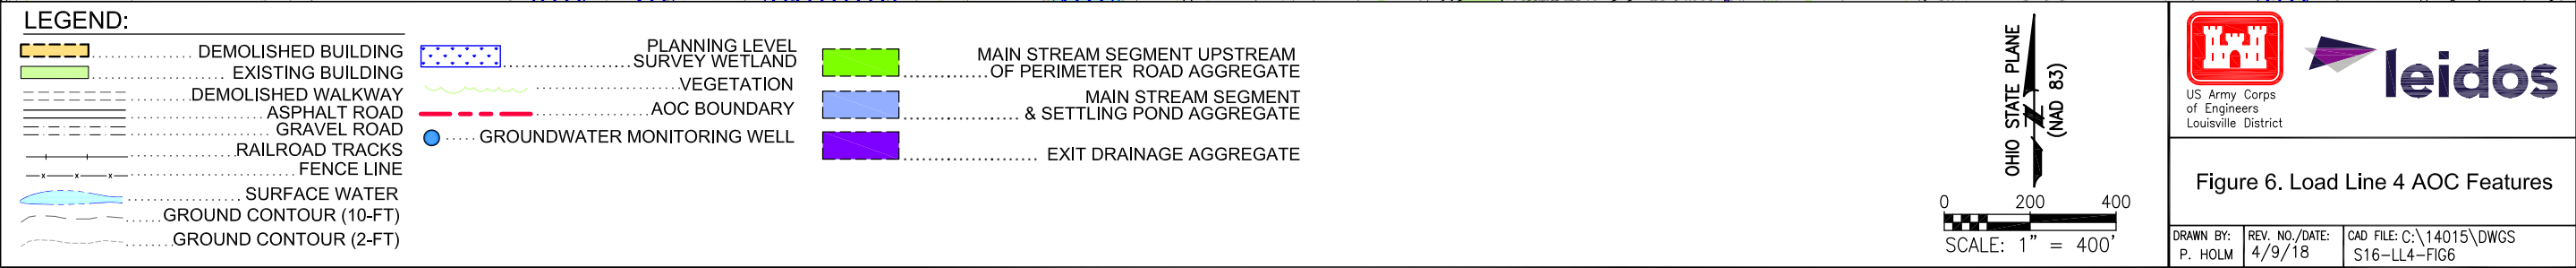 LEGEND:
DEMOLISHED BUILDING
EXISTING BUILDING
DEMOLISHED WALKWAY
ASPHALT ROAD
GRAVEL ROAD
RAILROAD TRACKS
FENCE LINE
SURFACE WATER
GROUND CONTOUR (10-FT)
GROUND CONTOUR (2-FT)
PLANNING LEVEL
SURVEY WETLAND
VEGETATION
AOC BOUNDARY
GROUNDWATER MONITORING WELL
MAIN STREAM SEGMENT UPSTREAM
OF PERIMETER ROAD AGGREGATE
MAIN STREAM SEGMENT
& SETTLING POND AGGREGATE
EXIT DRAINAGE AGGREGATE
OHIO STATE PLANE
(NAD 83)
N
0 200 400
SCALE: 1" = 400'
US Army Corps
of Engineers
Louisville District
leidos
Figure 6. Load Line 4 AOC Features
DRAWN BY:
P. HOLM
REV. NO./DATE:
4/9/18
CAD FILE: C:\14015\DWGS
S16-LL4-FIG6